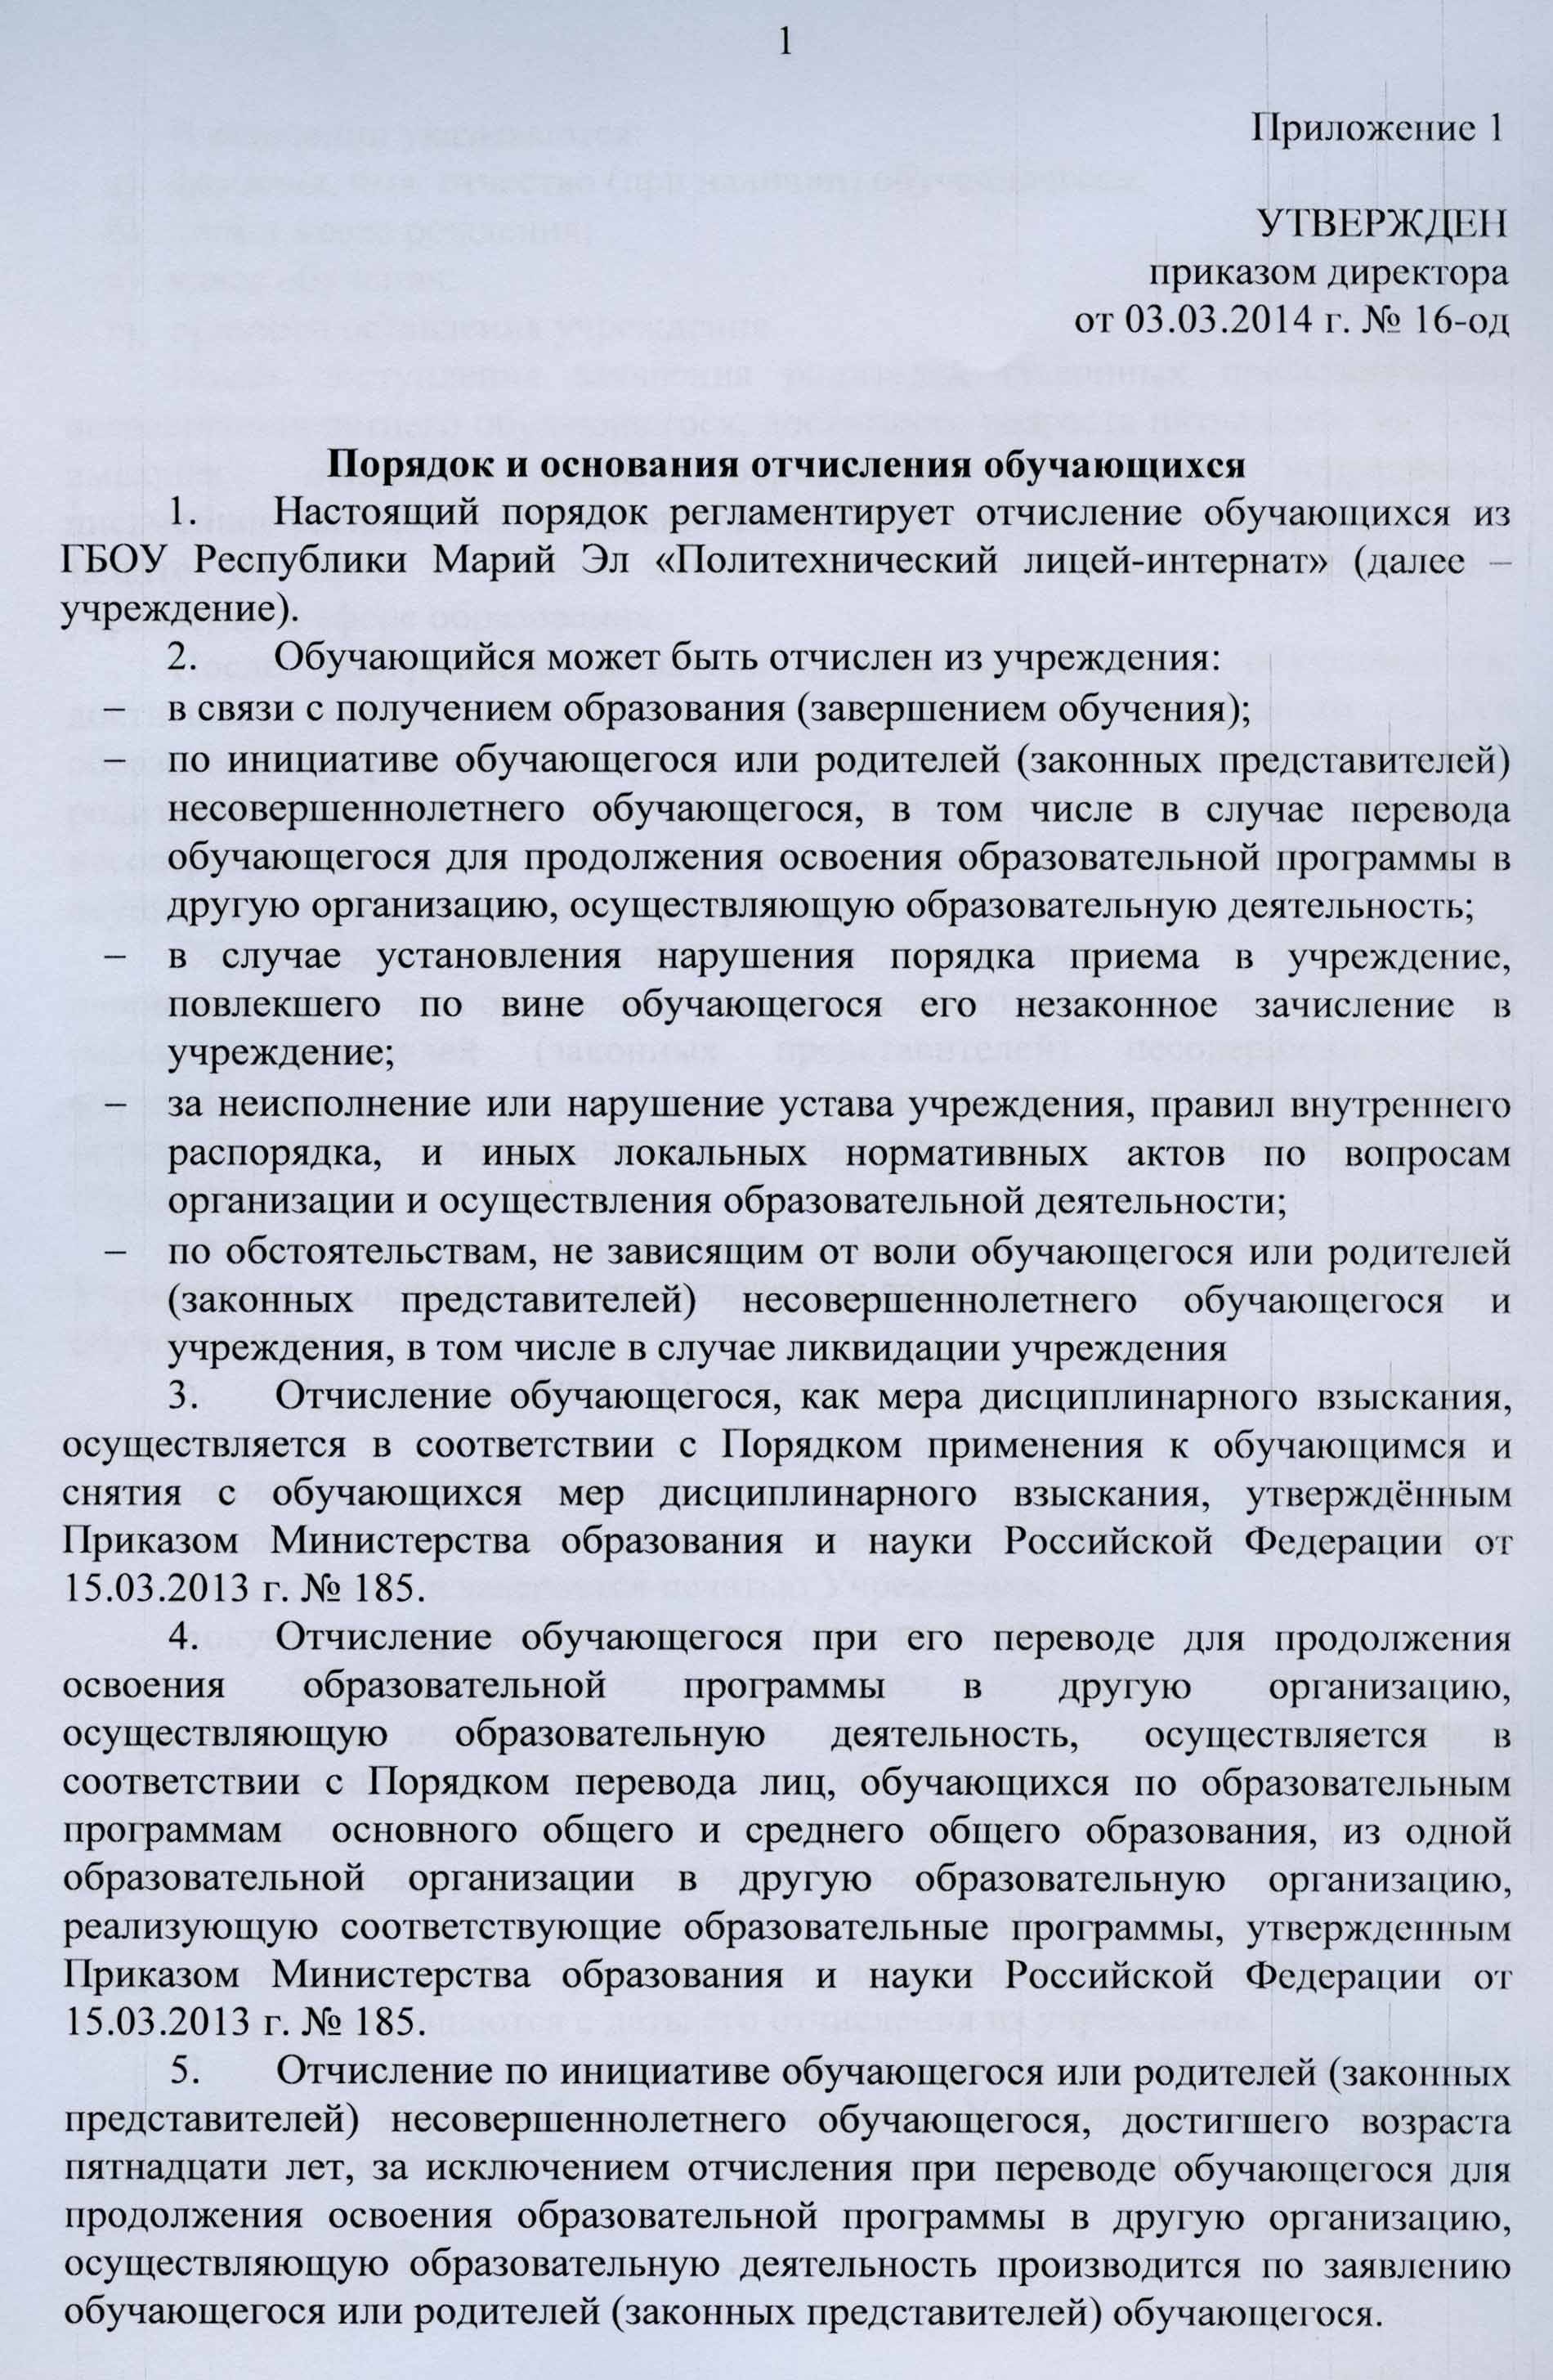 1
Приложение 1
УТВЕРЖДЕН
приказом директора
от 03.03.2014 г. № 16-од
Порядок и основания отчисления обучающихся
1. Настоящий порядок регламентирует отчисление обучающихся из
ГБОУ Республики Марий Эл «Политехнический лицей-интернат» (далее –
учреждение).
2. Обучающийся может быть отчислен из учреждения:
– в связи с получением образования (завершением обучения);
– по инициативе обучающегося или родителей (законных представителей)
несовершеннолетнего обучающегося, в том числе в случае перевода
обучающегося для продолжения освоения образовательной программы в
другую организацию, осуществляющую образовательную деятельность;
– в случае установления нарушения порядка приема в учреждение,
повлекшего по вине обучающегося его незаконное зачисление в
учреждение;
– за неисполнение или нарушение устава учреждения, правил внутреннего
распорядка, и иных локальных нормативных актов по вопросам
организации и осуществления образовательной деятельности;
– по обстоятельствам, не зависящим от воли обучающегося или родителей
(законных представителей) несовершеннолетнего обучающегося и
учреждения, в том числе в случае ликвидации учреждения
3. Отчисление обучающегося, как мера дисциплинарного взыскания,
осуществляется в соответствии с Порядком применения к обучающимся и
снятия с обучающихся мер дисциплинарного взыскания, утверждённым
Приказом Министерства образования и науки Российской Федерации от
15.03.2013 г. № 185.
4. Отчисление обучающегося при его переводе для продолжения
освоения образовательной программы в другую организацию,
осуществляющую образовательную деятельность, осуществляется в
соответствии с Порядком перевода лиц, обучающихся по образовательным
программам основного общего и среднего общего образования, из одной
образовательной организации в другую образовательную организацию,
реализующую соответствующие образовательные программы, утвержденным
Приказом Министерства образования и науки Российской Федерации от
15.03.2013 г. № 185.
5. Отчисление по инициативе обучающегося или родителей (законных
представителей) несовершеннолетнего обучающегося, достигшего возраста
пятнадцати лет, за исключением отчисления при переводе обучающегося для
продолжения освоения образовательной программы в другую организацию,
осуществляющую образовательную деятельность производится по заявлению
обучающегося или родителей (законных представителей) обучающегося.